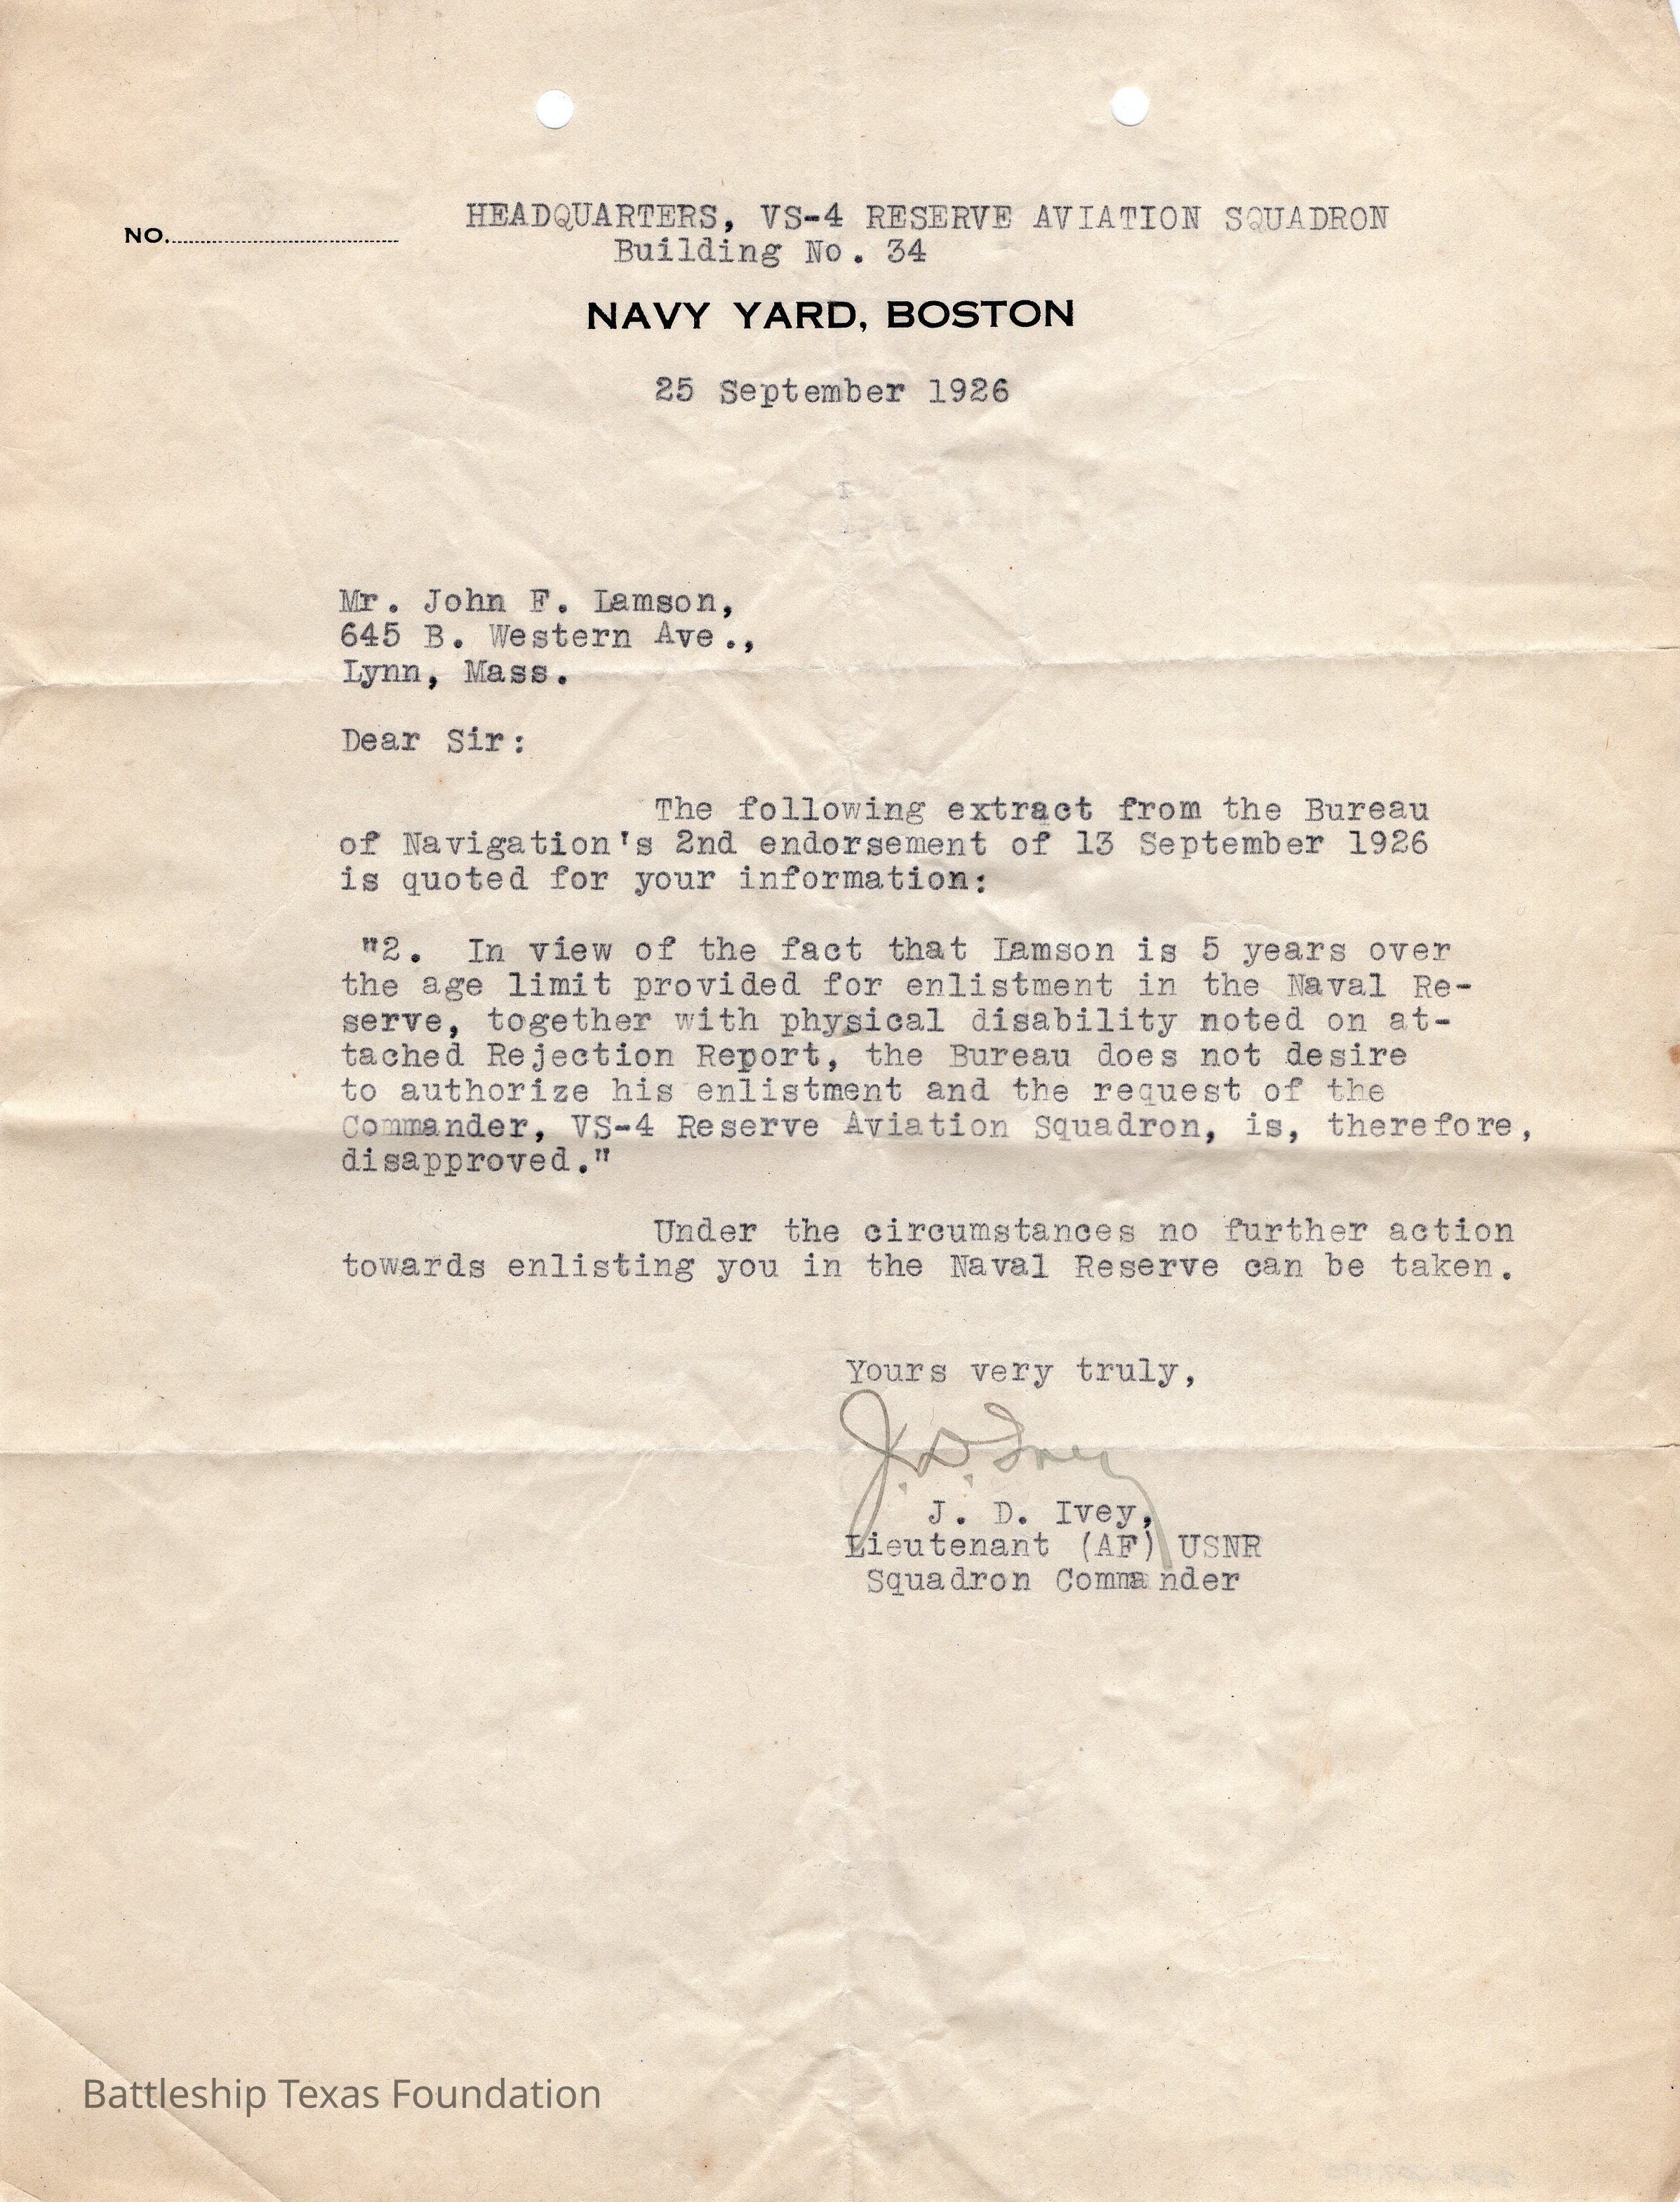 HEADQUARTERS, VS-4 RESERVE AVIATION SQUADRON
NO.
Building No. 34
NAVY YARD, BOSTON
25 September 1926
Mr. John F. Lamson,
645 B. Western Ave.,
Lynn, Mass.
Dear Sir:
The following extract from the Bureau
of Navigation's 2nd endorsement of 13 September 1926
is quoted for your information:
"2. In view of the fact that Lamson is 5 years over
the age limit provided for enlistment in the Naval Re-
serve, together with physical disability noted on at-
tached Rejection Report, the Bureau does not desire
to authorize his enlistment and the request of the
Commander, VS-4 Reserve Aviation Squadron, is, therefore,
disapproved."
Under the circumstances no further action
towards enlisting you in the Naval Reserve can be taken.
Yours very truly,
J. D. Ivey
J. D. Ivey,
Lieutenant (AF) USNR
Squadron Commander
Battleship Texas Foundation